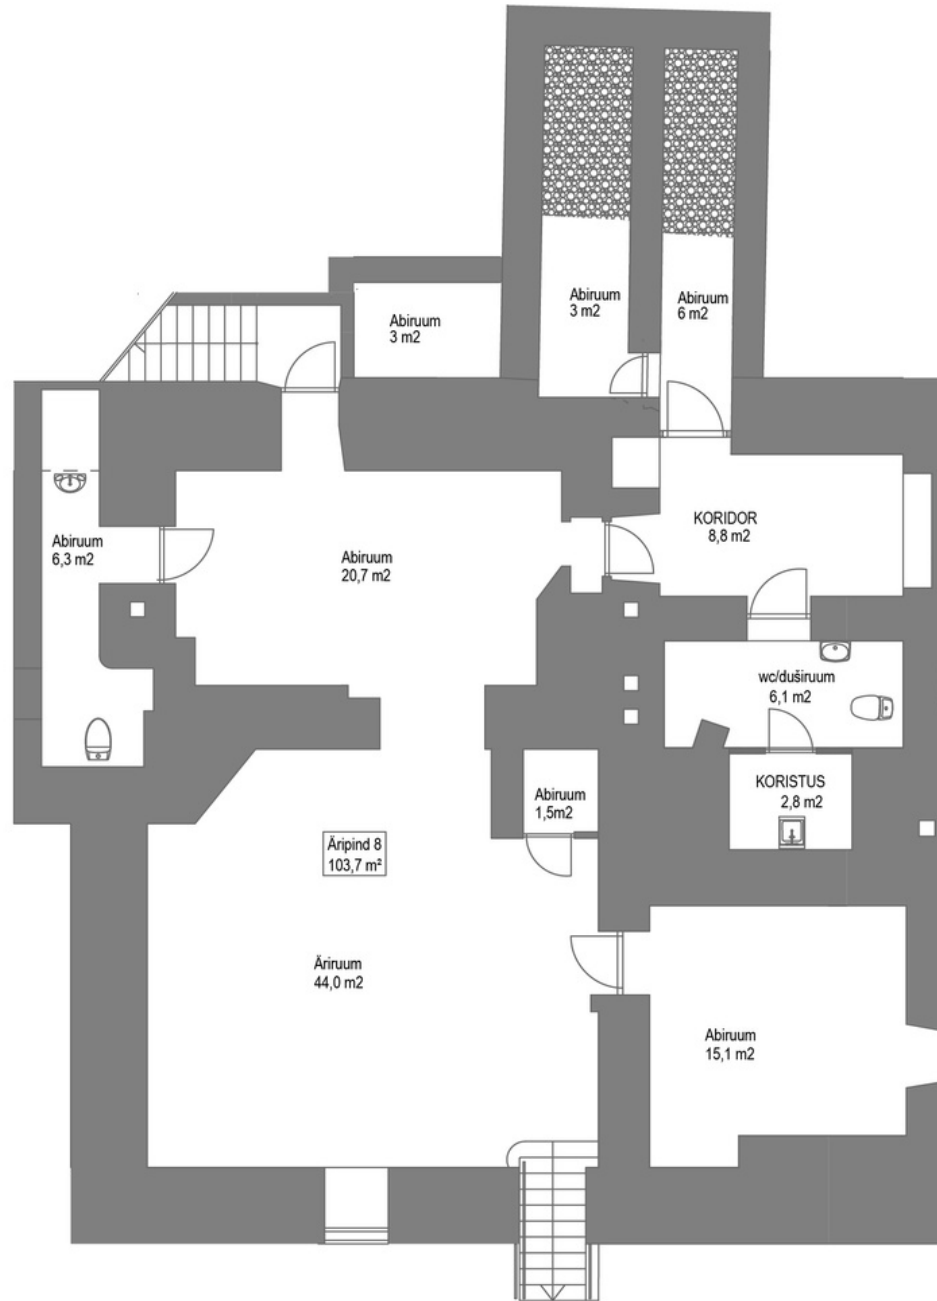 Abiruum
3 m2
Abiruum
6 m2
Abiruum
3 m2
KORIDOR
8,8 m2
Abiruum
6,3 m2
Abiruum
20,7 m2
wc/duširuum
6,1 m2
KORISTUS
2,8 m2
Abiruum
1,5m2
Äripind 8
103,7 m²
Äriruum
44,0 m2
Abiruum
15,1 m2